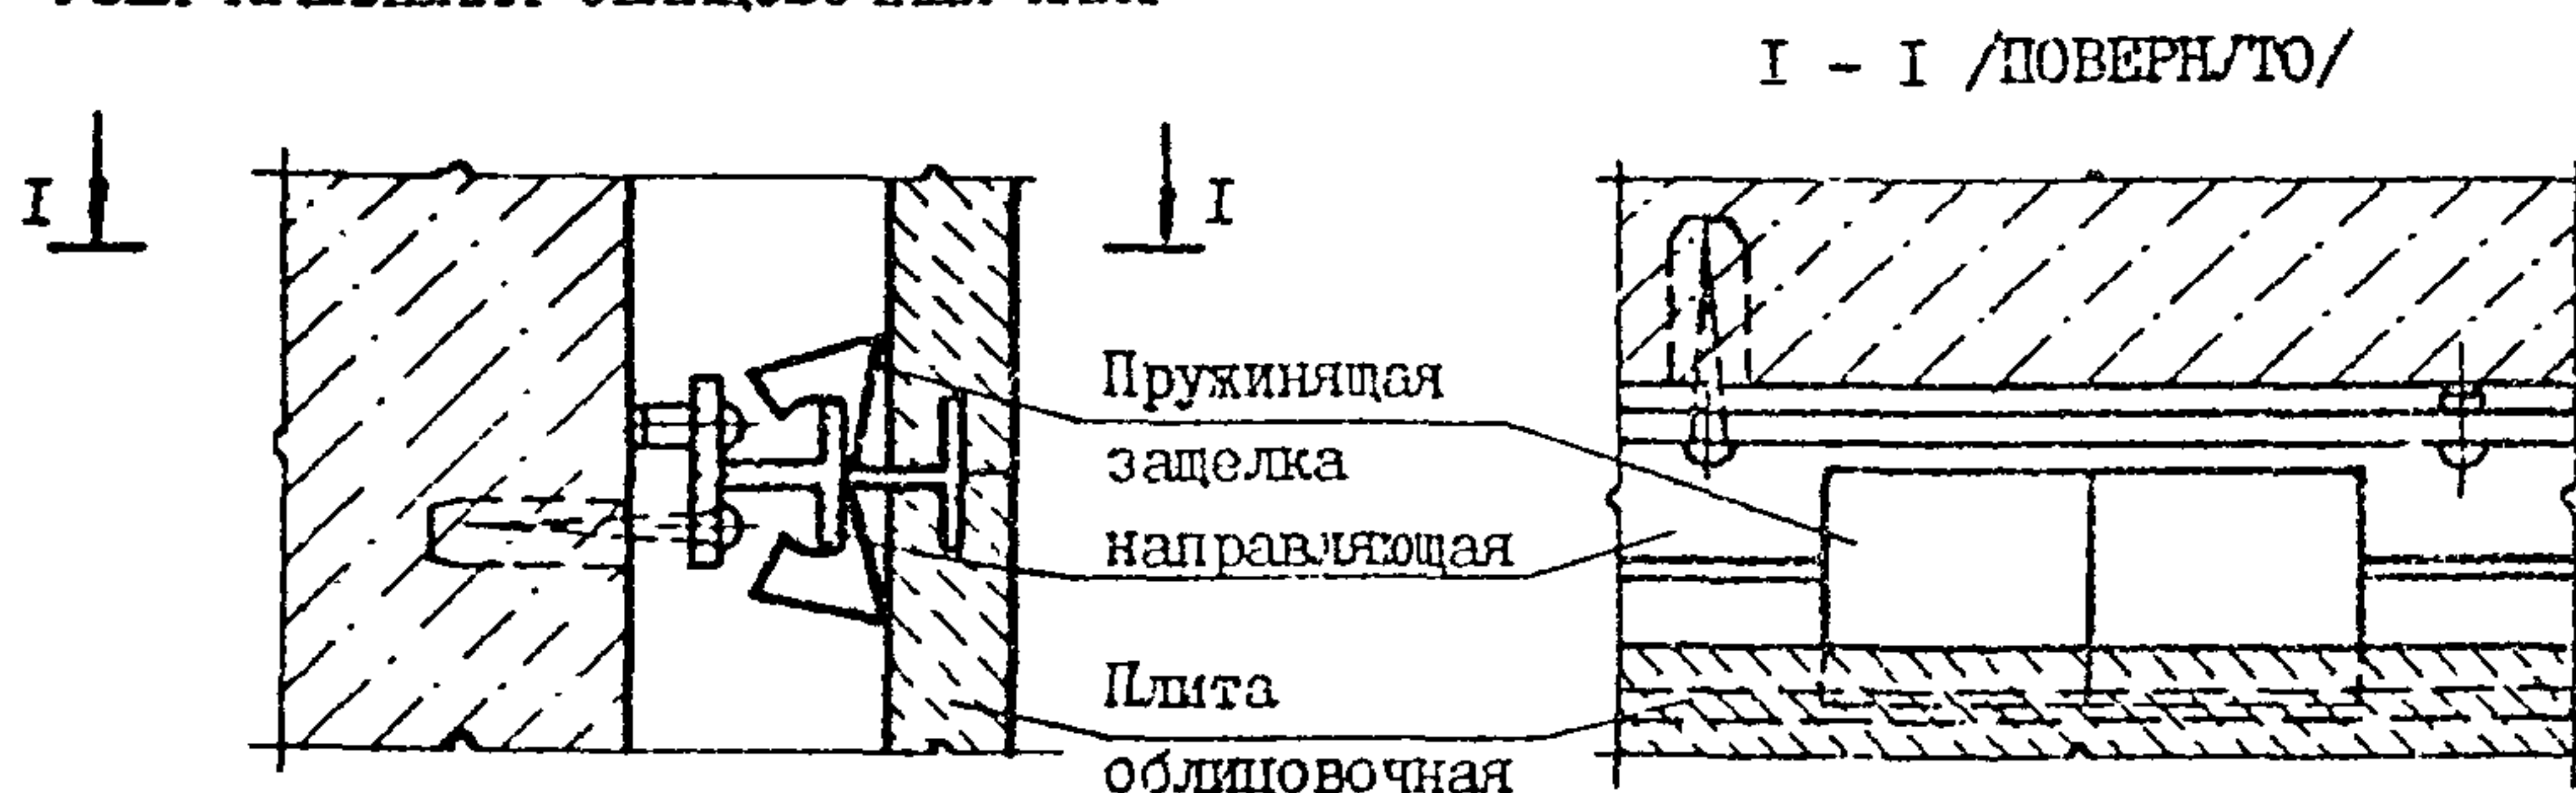 I - I /ПОВЕРН/ТО/
I
I
Пружинящая
защелка
направляющая
Плита
облицовочная